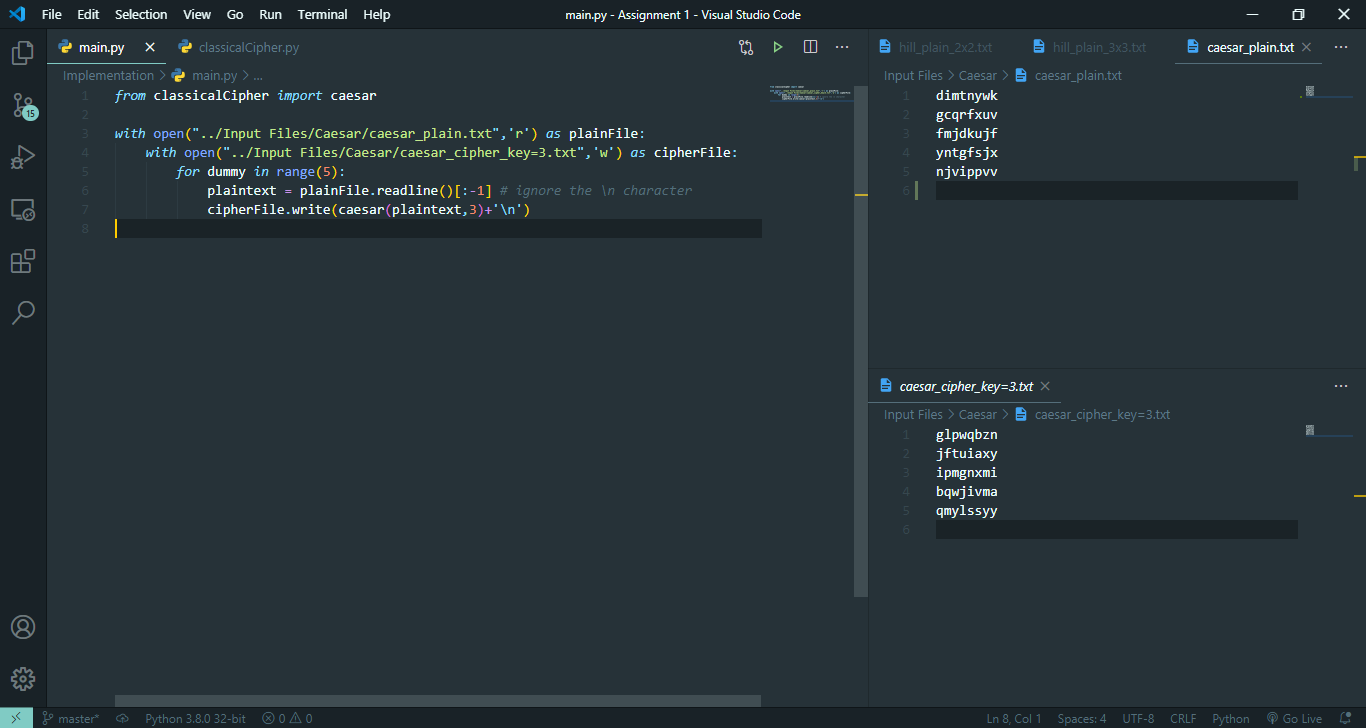 File Edit Selection View Go Run Terminal Help
main.py - Assignment 1 - Visual Studio Code
main.py
classicalCipher.py
Implementation > main.py > ...
1 from classicalCipher import caesar
2
3 with open("../Input Files/Caesar/caesar_plain.txt",'r') as plainFile:
4 with open("../Input Files/Caesar/caesar_cipher_key=3.txt",'w') as cipherFile:
5 for dummy in range(5):
6 plaintext = plainFile.readline()[:-1] # ignore the \n character
7 cipherFile.write(caesar(plaintext,3)+'\n')
8
hill_plain_2x2.txt
hill_plain_3x3.txt
caesar_plain.txt
Input Files > Caesar > caesar_plain.txt
1 dimtnywk
2 gcqrfxuv
3 fmjdkujf
4 yntgfsjx
5 njvippvv
6
caesar_cipher_key=3.txt
Input Files > Caesar > caesar_cipher_key=3.txt
1 glpwqbzn
2 jftuiaxy
3 ipmgnxmi
4 bqwjivma
5 qmylssyy
6
15
master*
Python 3.8.0 32-bit
0
0
Ln 8, Col 1
Spaces: 4
UTF-8
CRLF
Python
Go Live